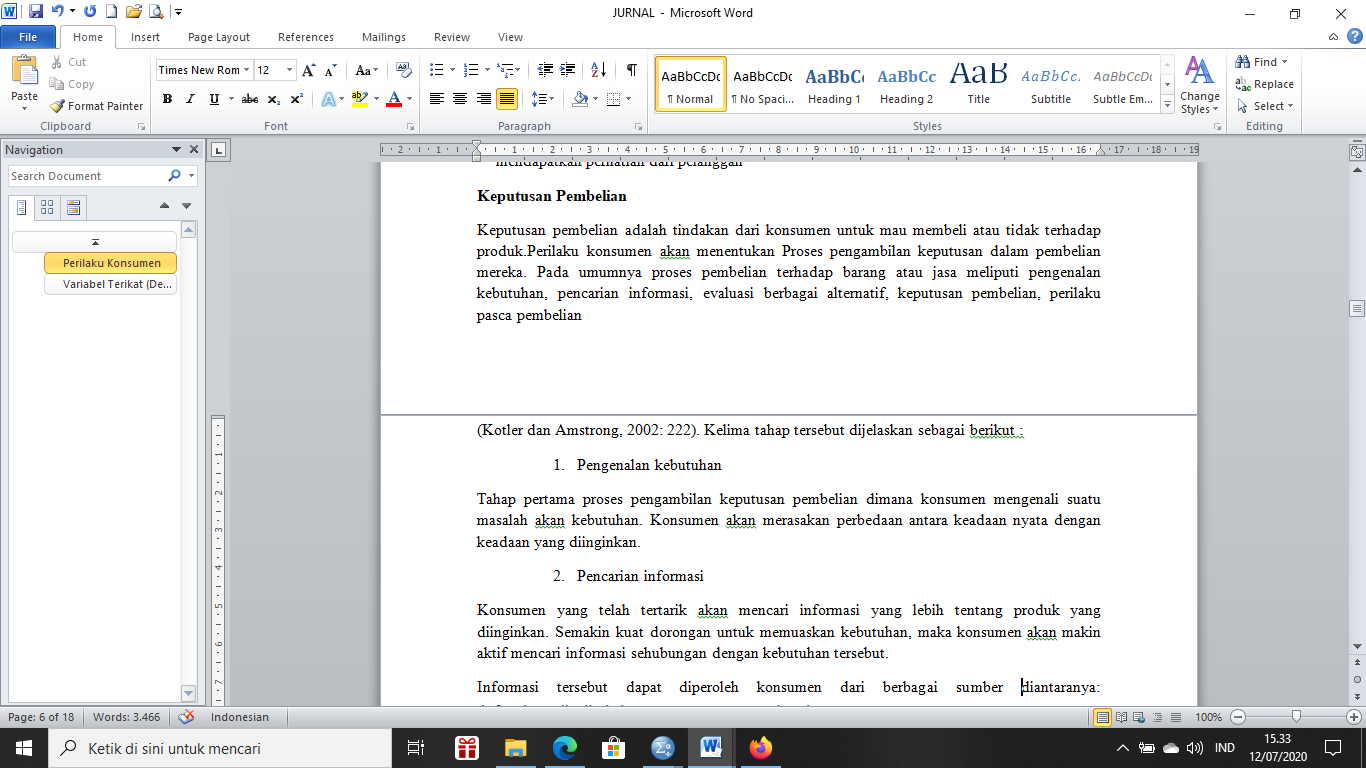 JURNAL - Microsoft Word
File Home Insert Page Layout References Mailings Review View
Paste
Cut
Copy
Format Painter
Clipboard
Times New Rom 12
Font
Paragraph
AaBbCcDc AaBbCcDc AaBbCc AaBbCc AaB AaBbCc. AaBbCcDc
¶ Normal ¶ No Spaci... Heading 1 Heading 2 Title Subtitle Subtle Em...
Change Styles
Styles
Find
Replace
Select
Editing
Navigation
Search Document
Perilaku Konsumen
Variabel Terikat (De...
mendapatkan perhatian dari pelanggan
Keputusan Pembelian
Keputusan pembelian adalah tindakan dari konsumen untuk mau membeli atau tidak terhadap
produk.Perilaku konsumen akan menentukan Proses pengambilan keputusan dalam pembelian
mereka. Pada umumnya proses pembelian terhadap barang atau jasa meliputi pengenalan
kebutuhan, pencarian informasi, evaluasi berbagai alternatif, keputusan pembelian, perilaku
pasca pembelian
(Kotler dan Amstrong, 2002: 222). Kelima tahap tersebut dijelaskan sebagai berikut :
1. Pengenalan kebutuhan
Tahap pertama proses pengambilan keputusan pembelian dimana konsumen mengenali suatu
masalah akan kebutuhan. Konsumen akan merasakan perbedaan antara keadaan nyata dengan
keadaan yang diinginkan.
2. Pencarian informasi
Konsumen yang telah tertarik akan mencari informasi yang lebih tentang produk yang
diinginkan. Semakin kuat dorongan untuk memuaskan kebutuhan, maka konsumen akan makin
aktif mencari informasi sehubungan dengan kebutuhan tersebut.
Informasi tersebut dapat diperoleh konsumen dari berbagai sumber diantaranya:
Page: 6 of 18 Words: 3.466 Indonesian 100%
Ketik di sini untuk mencari
IND
15.33
12/07/2020